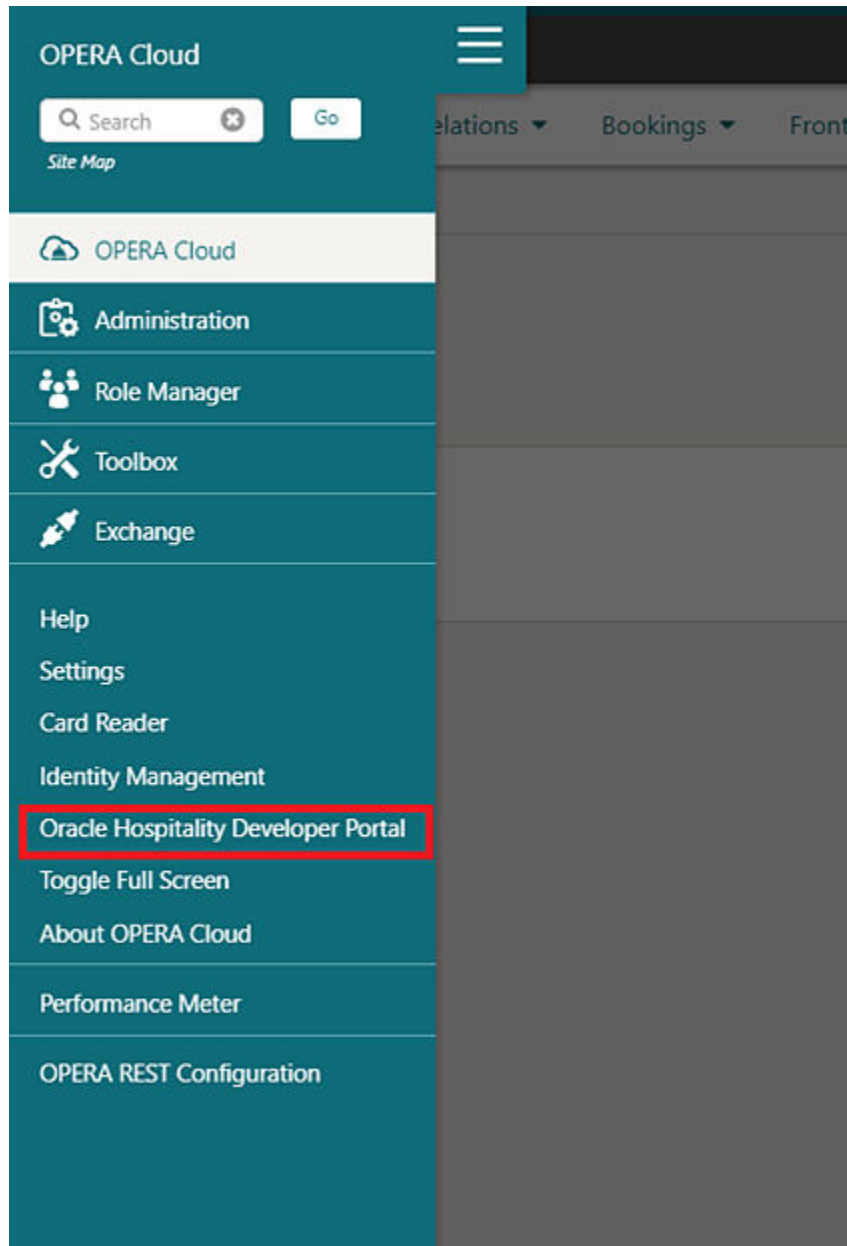 OPERA Cloud
Search
Go
elations
Bookings
Front
Site Map
OPERA Cloud
Administration
Role Manager
Toolbox
Exchange
Help
Settings
Card Reader
Identity Management
Oracle Hospitality Developer Portal
Toggle Full Screen
About OPERA Cloud
Performance Meter
OPERA REST Configuration